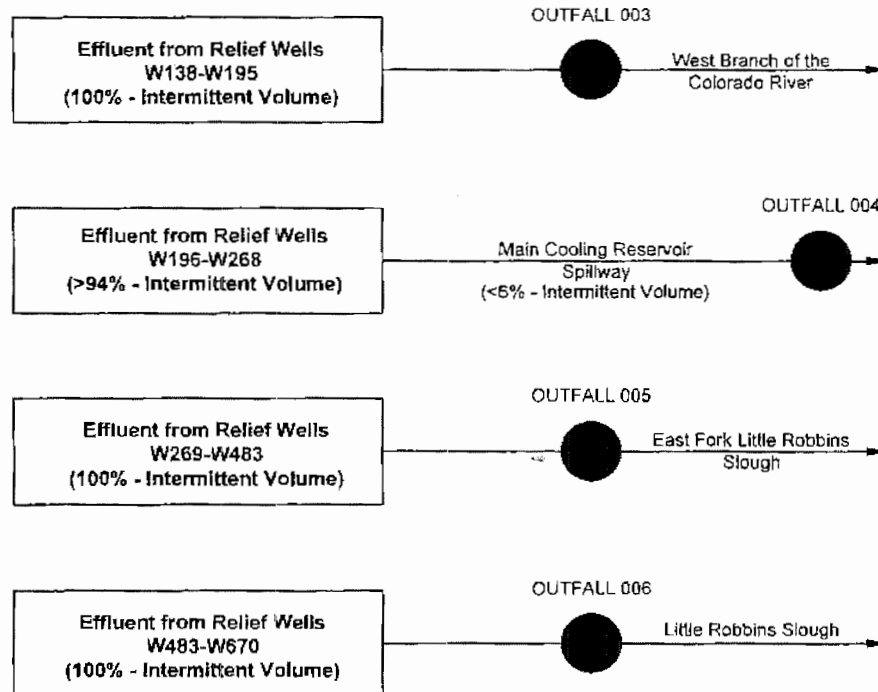 OUTFALL 003
Effluent from Relief Wells
W138-W195
(100% - Intermittent Volume)
West Branch of the
Colorado River
OUTFALL 004
Effluent from Relief Wells
W196-W268
(>94% - Intermittent Volume)
Main Cooling Reservoir
Spillway
(<6% - Intermittent Volume)
OUTFALL 005
Effluent from Relief Wells
W269-W483
(100% - Intermittent Volume)
East Fork Little Robbins
Slough
OUTFALL 006
Effluent from Relief Wells
W483-W670
(100% - Intermittent Volume)
Little Robbins Slough